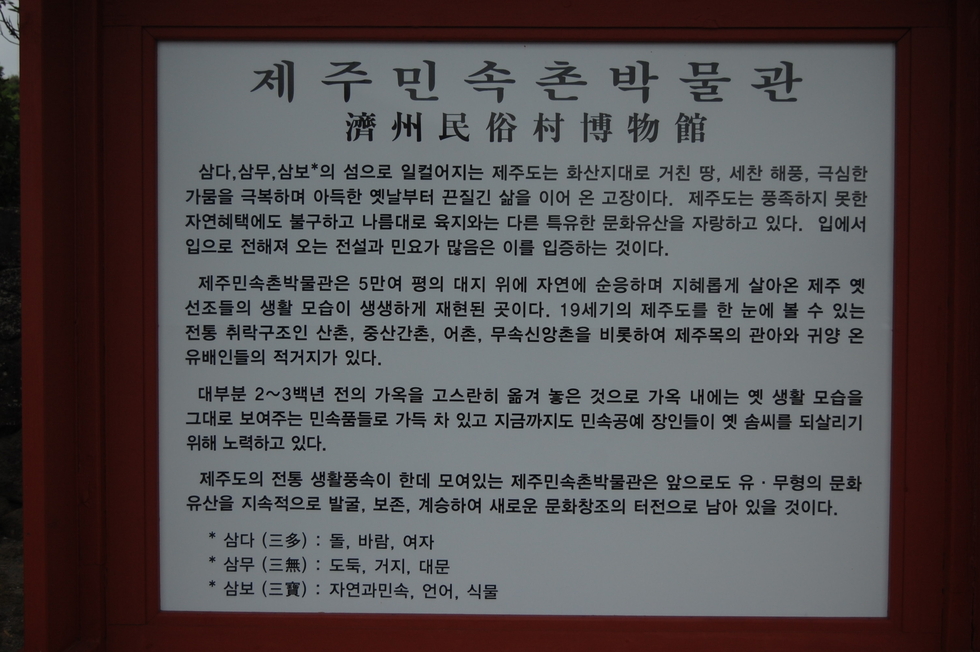 제주민속촌박물관
濟州民俗村博物館
삼다,삼무,삼보*의 섬으로 일컬어지는 제주도는 화산지대로 거친 땅, 세찬 해풍, 극심한
가뭄을 극복하며 아득한 옛날부터 끈질긴 삶을 이어 온 고장이다. 제주도는 풍족하지 못한
자연혜택에도 불구하고 나름대로 육지와는 다른 특유한 문화유산을 자랑하고 있다. 입에서
입으로 전해져 오는 전설과 민요가 많음은 이를 입증하는 것이다.
제주민속촌박물관은 5만여 평의 대지 위에 자연에 순응하며 지혜롭게 살아온 제주 옛
선조들의 생활 모습이 생생하게 재현된 곳이다. 19세기의 제주도를 한 눈에 볼 수 있는
전통 취락구조인 산촌, 중산간촌, 어촌, 무속신앙촌을 비롯하여 제주목의 관아와 귀양 온
유배인들의 적거지가 있다.
대부분 2~3백년 전의 가옥을 고스란히 옮겨 놓은 것으로 가옥 내에는 옛 생활 모습을
그대로 보여주는 민속품들로 가득 차 있고 지금까지도 민속공예 장인들이 옛 솜씨를 되살리기
위해 노력하고 있다.
제주도의 전통 생활풍속이 한데 모여있는 제주민속촌박물관은 앞으로도 유·무형의 문화
유산을 지속적으로 발굴, 보존, 계승하여 새로운 문화창조의 터전으로 남아 있을 것이다.
* 삼다 (三多) : 돌, 바람, 여자
* 삼무 (三無) : 도둑, 거지, 대문
* 삼보 (三寶) : 자연과민속, 언어, 식물